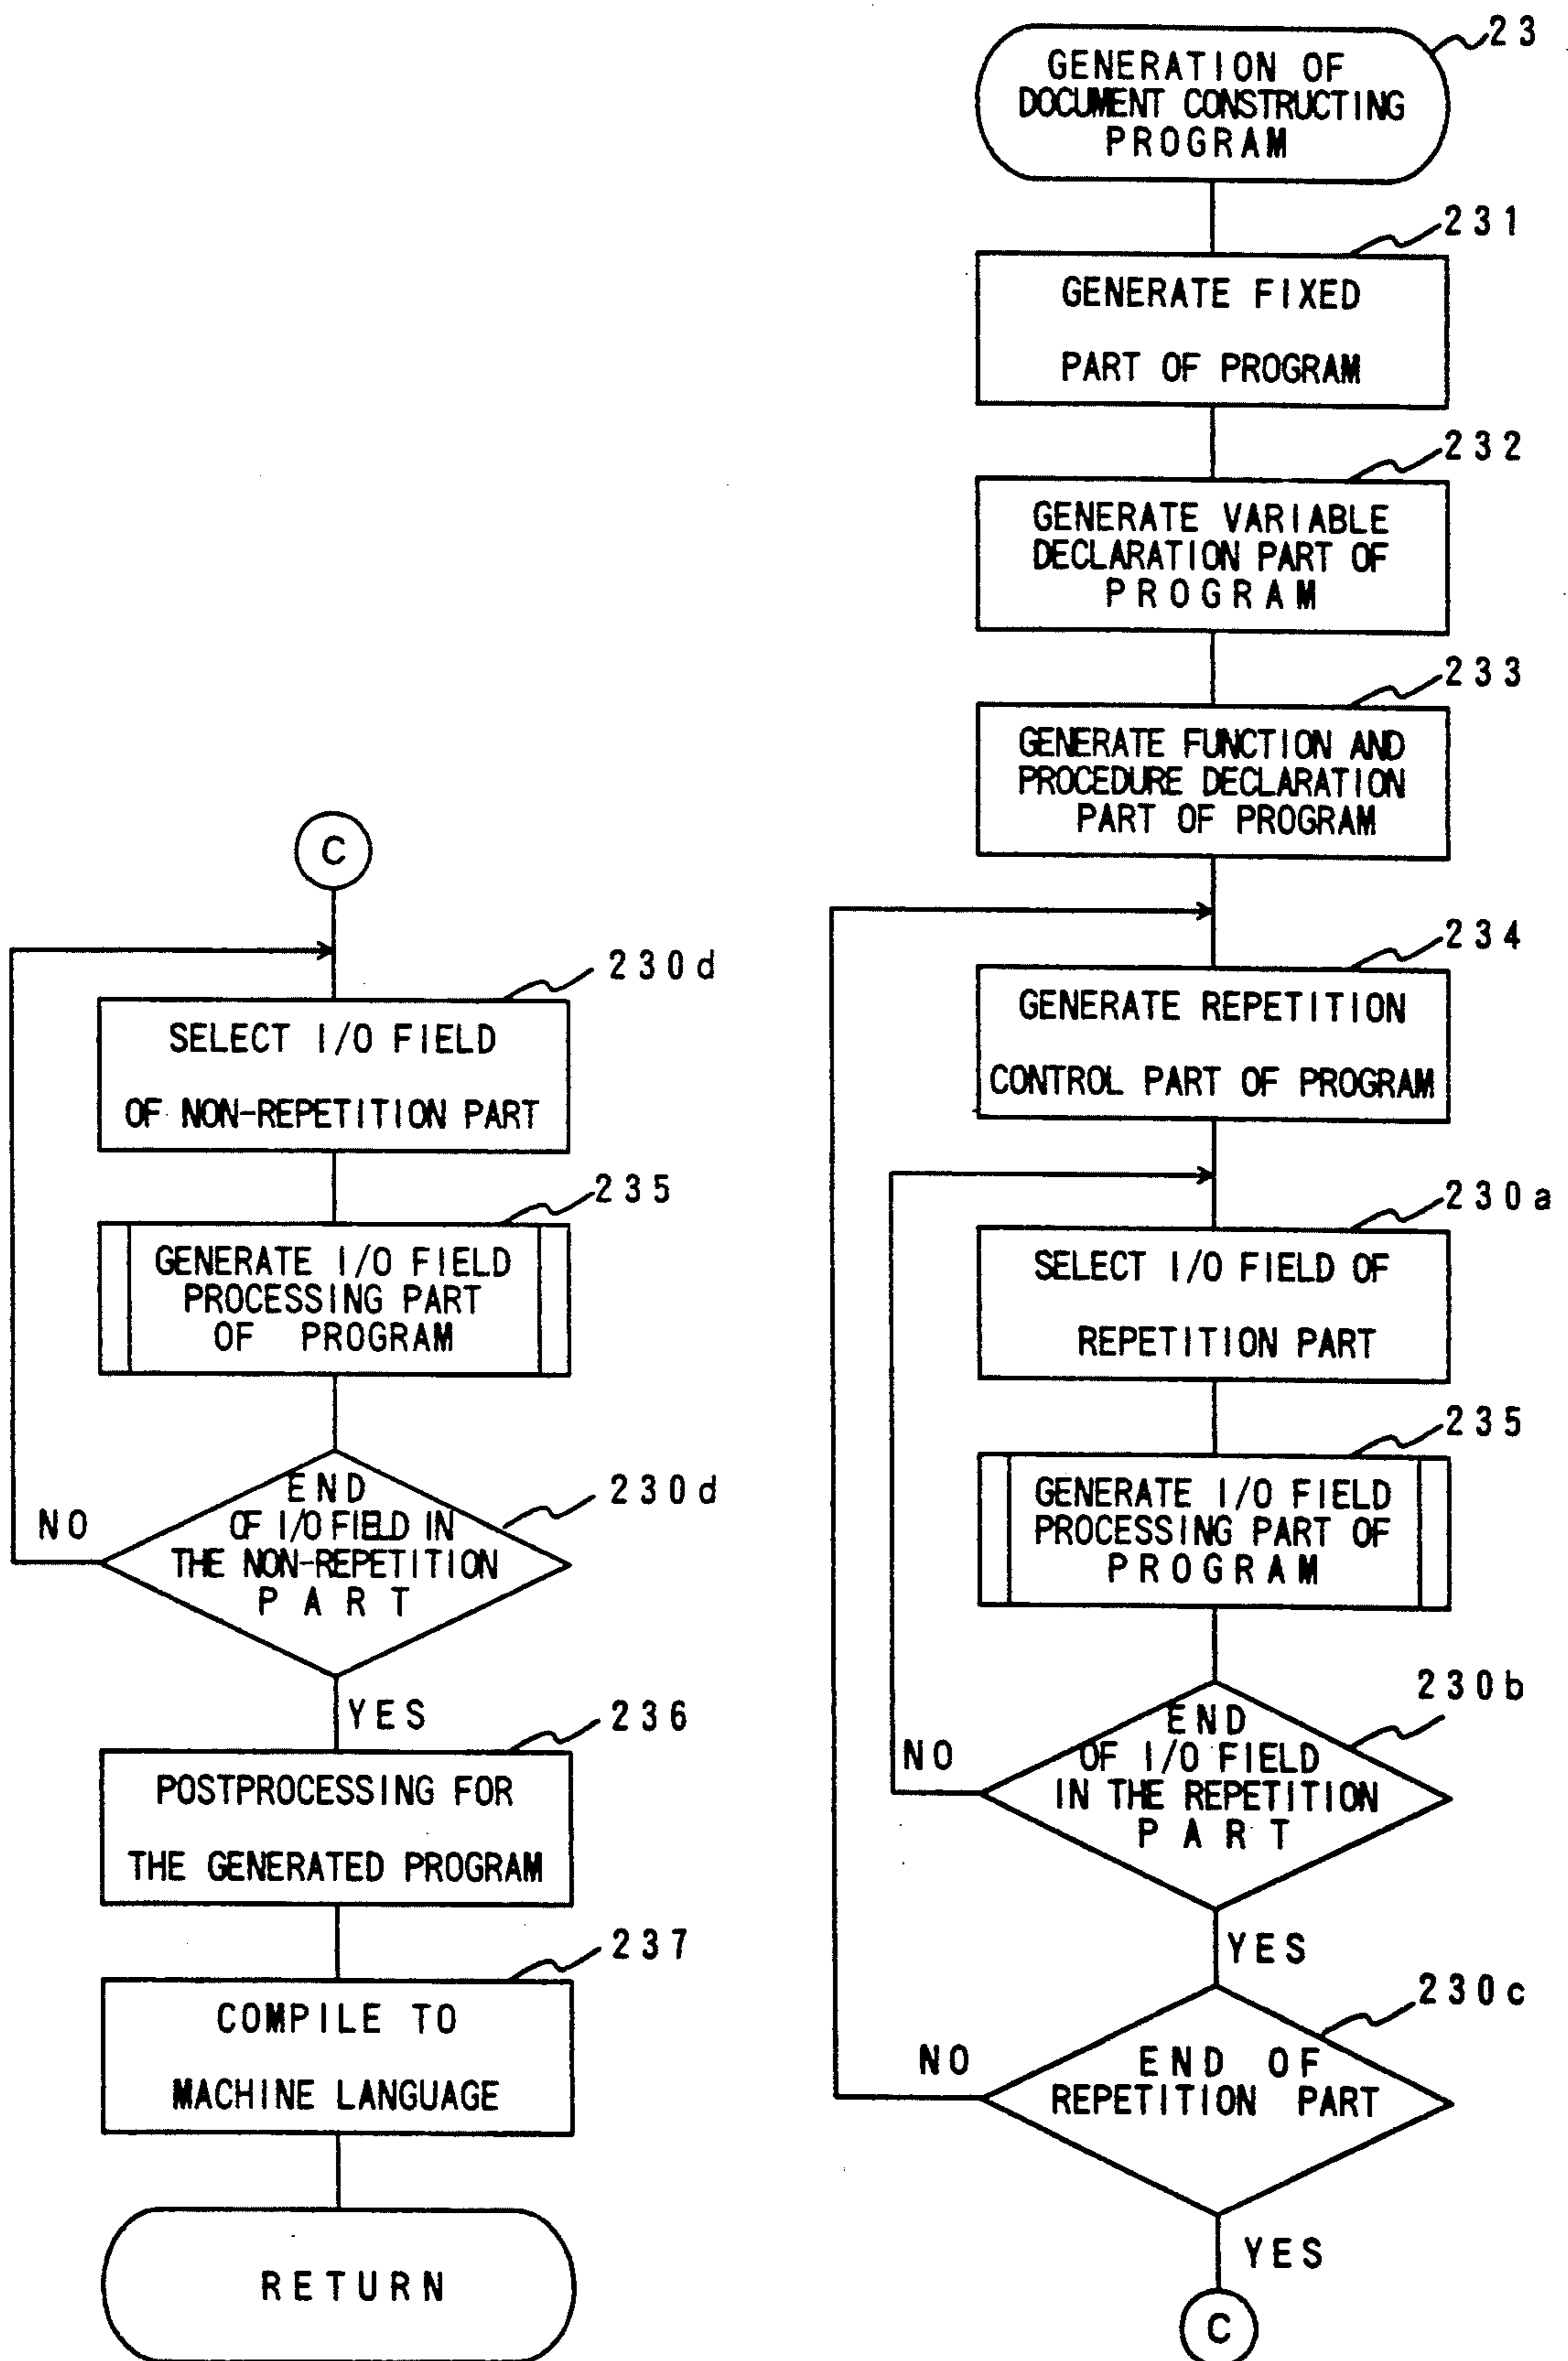 23
GENERATION OF
DOCUMENT CONSTRUCTING
PROGRAM
231
GENERATE FIXED
PART OF PROGRAM
232
GENERATE VARIABLE
DECLARATION PART OF
PROGRAM
233
GENERATE FUNCTION AND
PROCEDURE DECLARATION
PART OF PROGRAM
234
GENERATE REPETITION
CONTROL PART OF PROGRAM
230a
SELECT I/O FIELD OF
REPETITION PART
235
GENERATE I/O FIELD
PROCESSING PART OF
PROGRAM
230b
END
OF I/O FIELD
IN THE REPETITION
PART
NO
YES
230c
END OF
REPETITION PART
NO
YES
C
C
230d
SELECT I/O FIELD
OF NON-REPETITION PART
235
GENERATE I/O FIELD
PROCESSING PART
OF PROGRAM
230d
END
OF I/O FIELD IN
THE NON-REPETITION
PART
NO
YES
236
POSTPROCESSING FOR
THE GENERATED PROGRAM
237
COMPILE TO
MACHINE LANGUAGE
RETURN